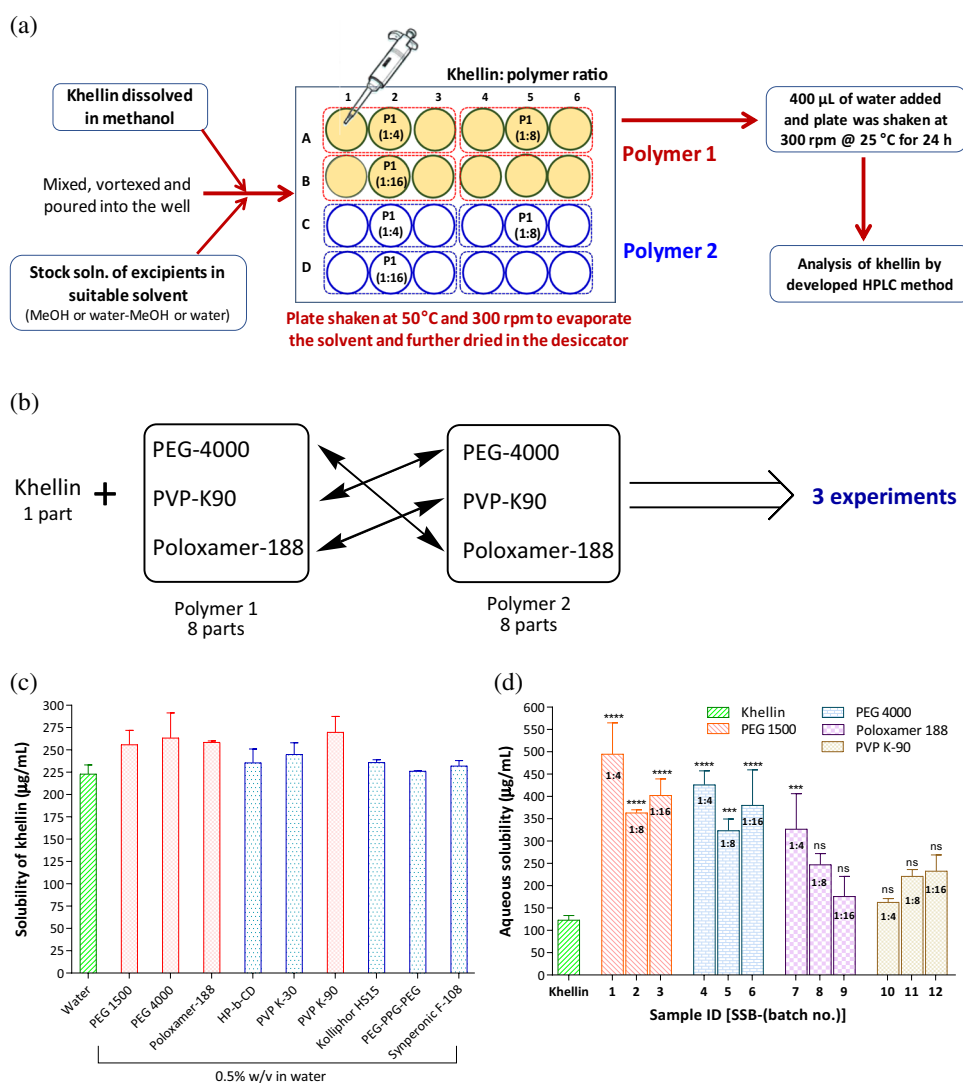 (a)
Khellin dissolved
in methanol
Mixed, vortexed and
poured into the well
Stock soln. of excipients in
suitable solvent
(MeOH or water-MeOH or water)
Khellin: polymer ratio
1 2 3 4 5 6
A
P1
(1:4)
P1
(1:8)
B
P1
(1:16)
C
P1
(1:4)
P1
(1:8)
D
P1
(1:16)
Plate shaken at 50°C and 300 rpm to evaporate
the solvent and further dried in the desiccator
Polymer 1
Polymer 2
400 µL of water added
and plate was shaken at
300 rpm @ 25 °C for 24 h
Analysis of khellin by
developed HPLC method
(b)
Khellin
1 part
+
PEG-4000
PVP-K90
Poloxamer-188
Polymer 1
8 parts
PEG-4000
PVP-K90
Poloxamer-188
Polymer 2
8 parts
3 experiments
(c)
Solubility of khellin (µg/mL)
300
275
250
225
200
175
150
125
100
75
50
25
0
Water
PEG 1500
PEG 4000
Poloxamer-188
HP-b-CD
PVP K-30
PVP K-90
Kolliphor HS15
PEG-PPG-PEG
Synperonic F-108
0.5% w/v in water
(d)
Aqueous solubility (µg/mL)
600
550
500
450
400
350
300
250
200
150
100
50
0
Khellin
PEG 1500
PEG 4000
Poloxamer 188
PVP K-90
**** **** **** **** *** **** *** ns ns ns ns ns
1:4 1:8 1:16 1:4 1:8 1:16 1:4 1:8 1:16 1:4 1:8 1:16
Khellin 1 2 3 4 5 6 7 8 9 10 11 12
Sample ID [SSB-(batch no.)]